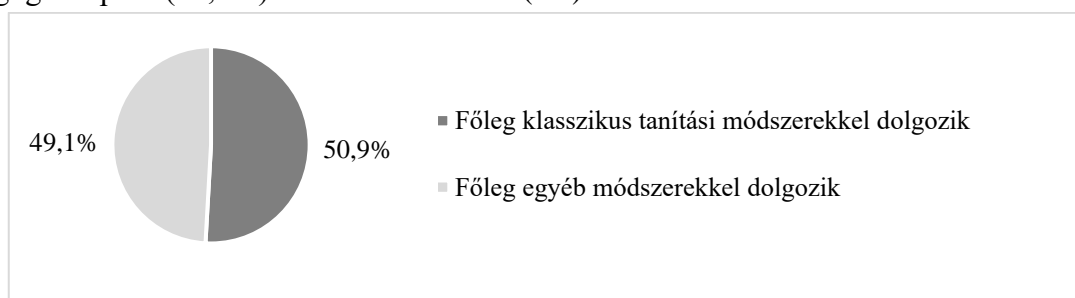 Főleg klasszikus tanítási módszerekkel dolgozik
49,1%
50,9%
Főleg egyéb módszerekkel dolgozik